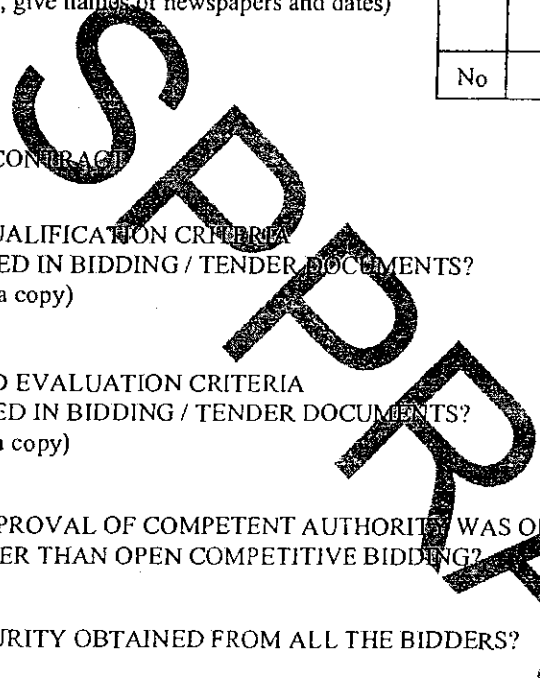 , give names of newspapers and dates)
No
CONTRACT
UALIFICATION CRITERIA
ED IN BIDDING / TENDER DOCUMENTS?
a copy)
D EVALUATION CRITERIA
ED IN BIDDING / TENDER DOCUMENTS?
a copy)
PROVAL OF COMPETENT AUTHORITY WAS O
ER THAN OPEN COMPETITIVE BIDDING?
URITY OBTAINED FROM ALL THE BIDDERS?
SPPR